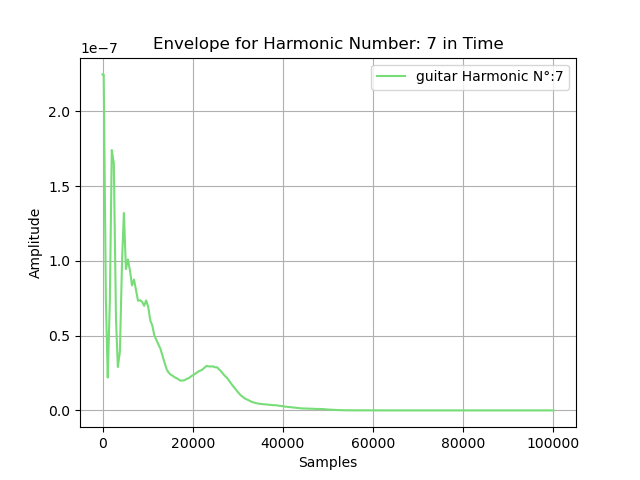 Envelope for Harmonic Number: 7 in Time
1e−7
guitar Harmonic N°:7
2.0
1.5
1.0
0.5
0.0
Amplitude
0 20000 40000 60000 80000 100000
Samples